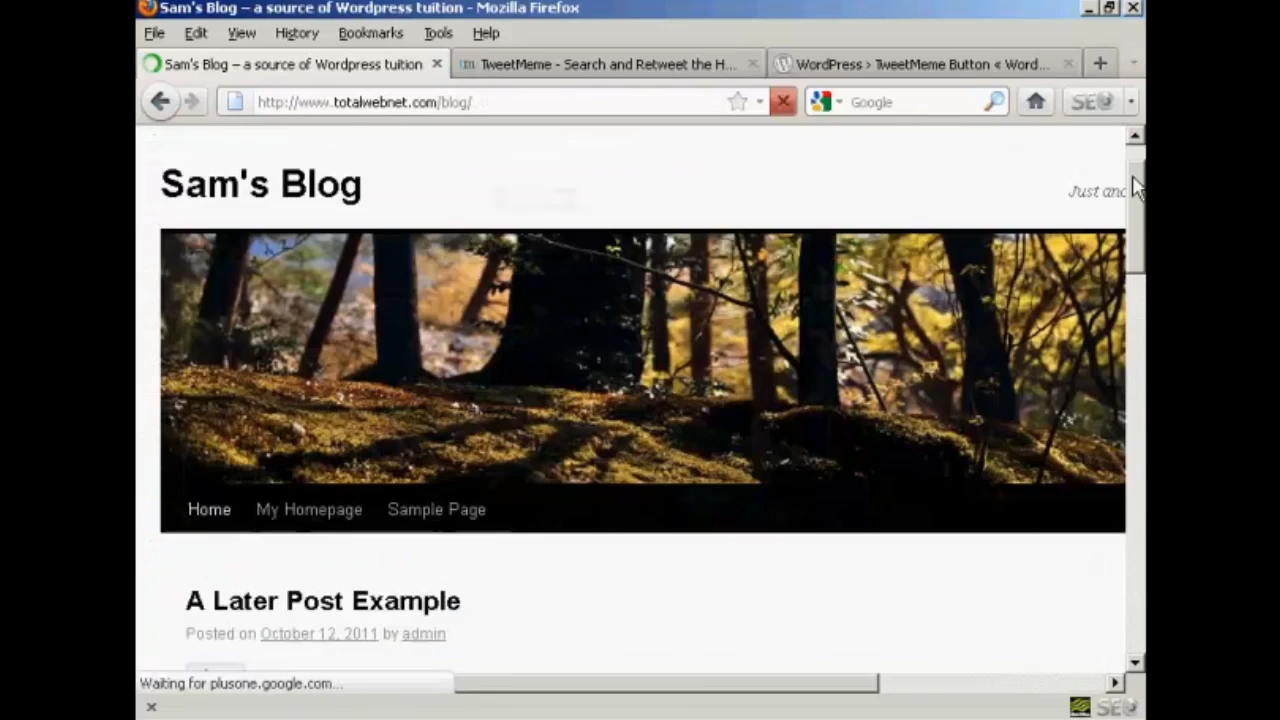 Sam's Blog – a source of Wordpress tuition - Mozilla Firefox
File Edit View History Bookmarks Tools Help
Sam's Blog – a source of Wordpress tuition TweetMeme - Search and Retweet the H... WordPress › TweetMeme Button « Word...
http://www.totalwebnet.com/blog/ Google SEO
Sam's Blog
Just and
Home My Homepage Sample Page
A Later Post Example
Posted on October 12, 2011 by admin
Waiting for plusone.google.com...
SEO